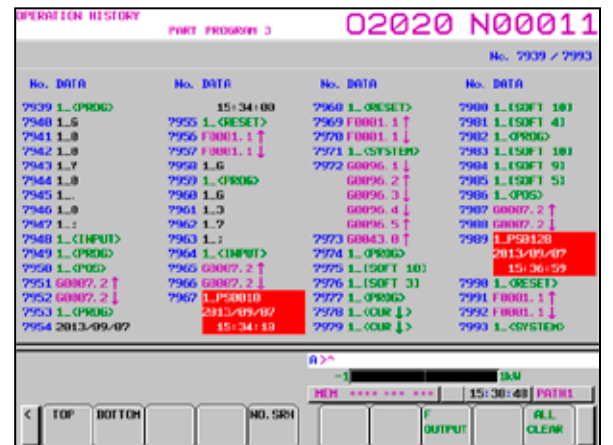 OPERATION HISTORY
PART PROGRAM 3
O2020 N00011
No. 7939 / 7993
No. DATA
7939 1_<PROG>
7940 1_G
7941 1_0
7942 1_0
7943 1_Y
7944 1_0
7945 1_.
7946 1_0
7947 1_;
7948 1_<INPUT>
7949 1_<PROG>
7950 1_<POS>
7951 G0007.2↑
7952 G0007.2↓
7953 1_<PROG>
7954 2013/09/07
No. DATA
15:34:00
7955 1_<RESET>
7956 F0001.1↑
7957 F0001.1↓
7958 1_G
7959 1_<PROG>
7960 1_G
7961 1_3
7962 1_?
7963 1_;
7964 1_<INPUT>
7965 G0007.2↑
7966 G0007.2↓
7967 1_PS0010
2013/09/07
15:34:18
No. DATA
7968 1_<RESET>
7969 F0001.1↑
7970 F0001.1↓
7971 1_<SYSTEM>
7972 G0096.1↓
G0096.2↑
G0096.3↓
G0096.4↓
G0096.5↑
7973 G0043.0↑
7974 1_<PROG>
7975 1_[SOFT 10]
7976 1_[SOFT 3]
7977 1_<PROG>
7978 1_<CUR ↓>
7979 1_<CUR ↓>
No. DATA
7980 1_[SOFT 10]
7981 1_[SOFT 4]
7982 1_<PROG>
7983 1_[SOFT 10]
7984 1_[SOFT 9]
7985 1_[SOFT 5]
7986 1_<POS>
7987 G0007.2↑
7988 G0007.2↓
7989 1_PS0128
2013/09/07
15:36:59
7990 1_<RESET>
7991 F0001.1↑
7992 F0001.1↓
7993 1_<SYSTEM>
A>^
-1
1kW
MEM **** *** ***
15:38:48
PATH1
<
TOP
BOTTOM
NO.SRH
F OUTPUT
ALL CLEAR